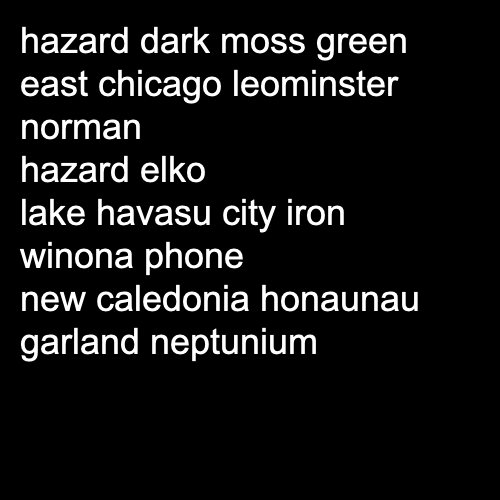 hazard dark moss green
east chicago leominster
norman
hazard elko
lake havasu city iron
winona phone
new caledonia honaunau
garland neptunium